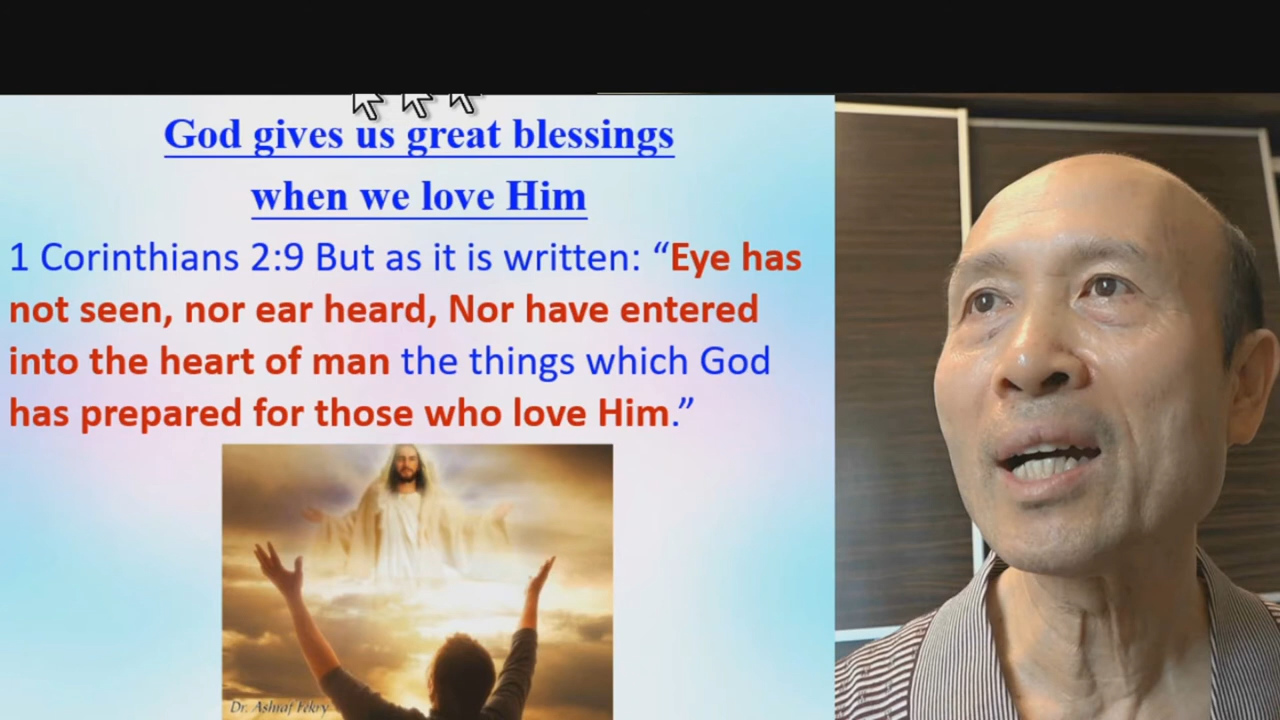 God gives us great blessings
when we love Him
1 Corinthians 2:9 But as it is written: “Eye has
not seen, nor ear heard, Nor have entered
into the heart of man the things which God
has prepared for those who love Him.”
Dr. Ashraf Fekry